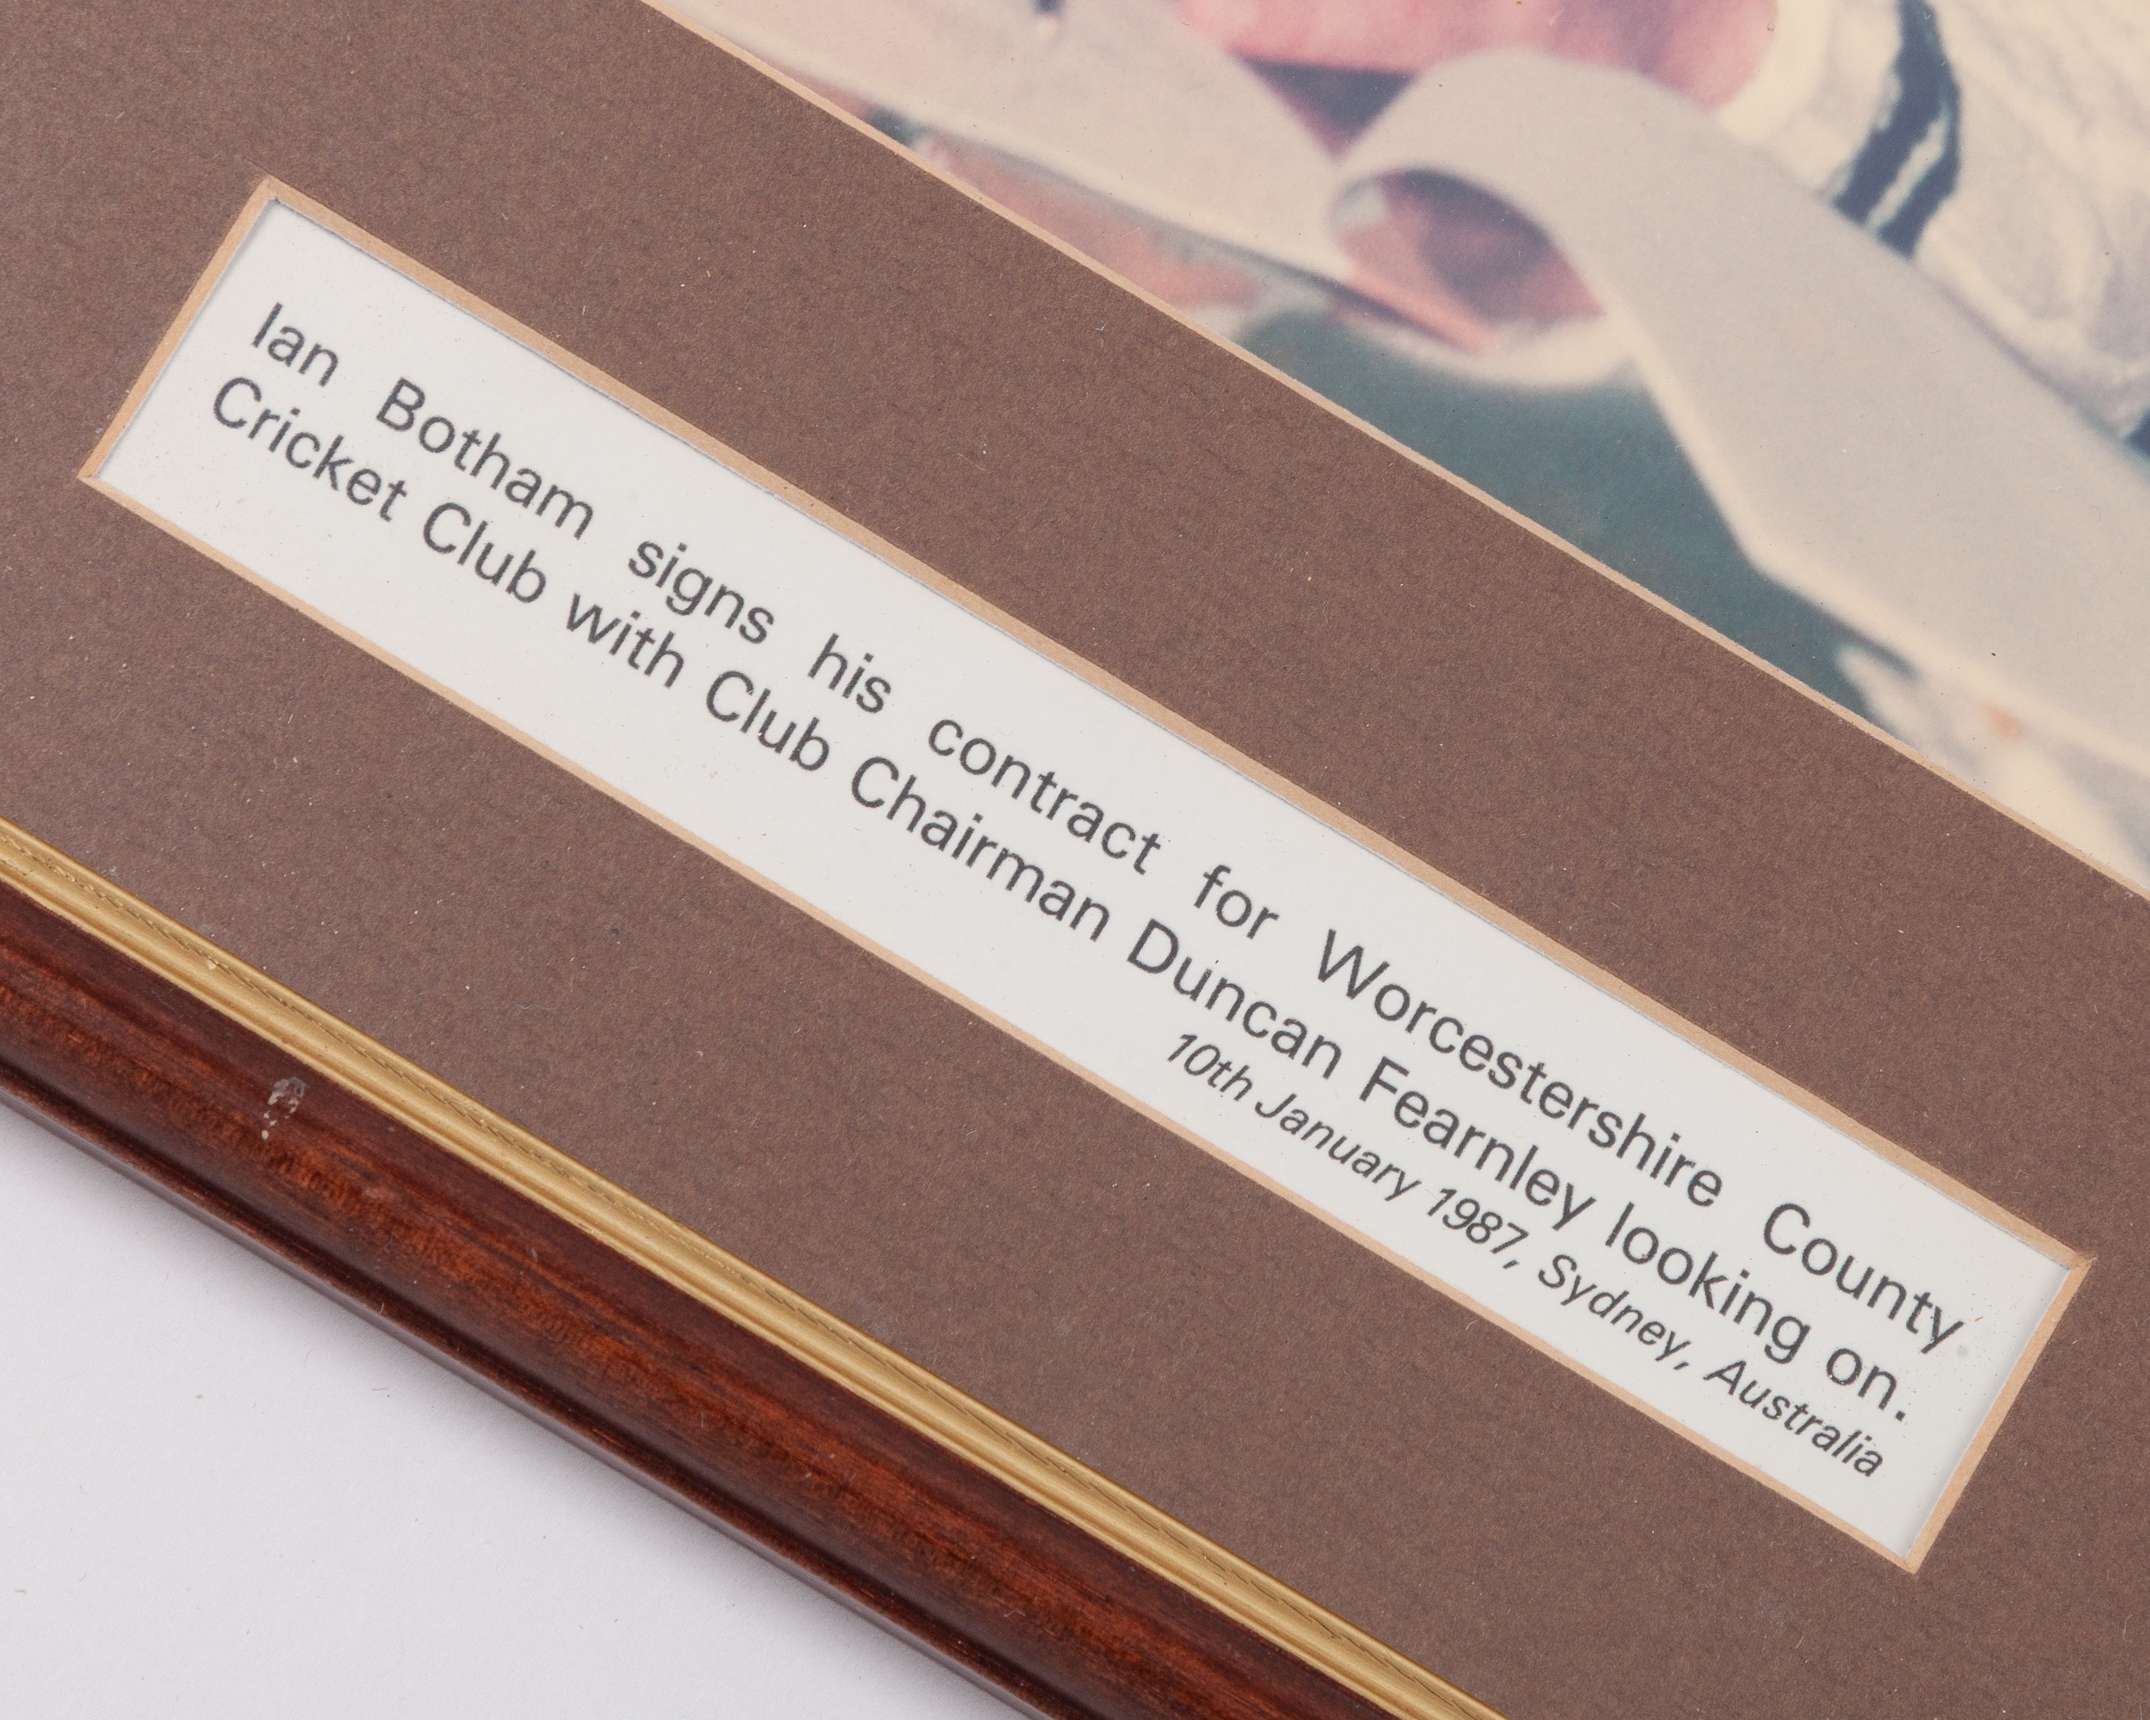 Ian Botham signs his contract for Worcestershire County
Cricket Club with Club Chairman Duncan Fearnley looking on.
10th January 1987, Sydney, Australia